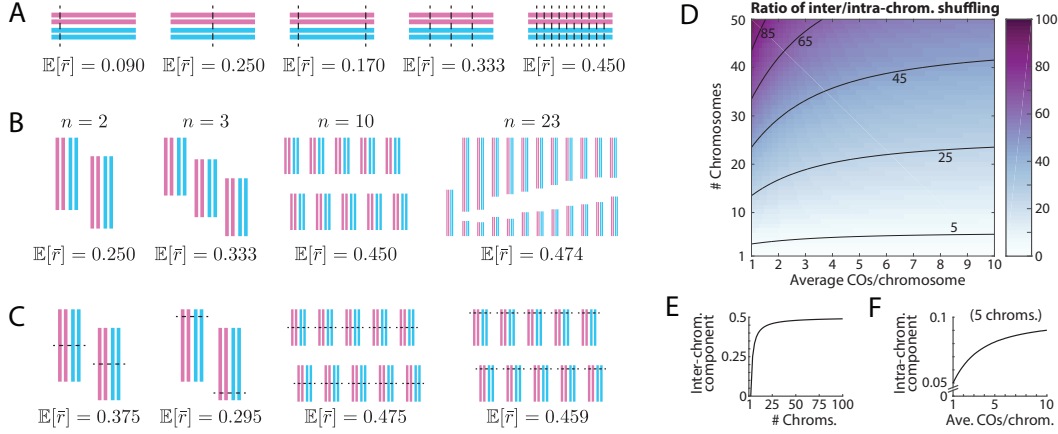 A
𝔼[r̄] = 0.090
𝔼[r̄] = 0.250
𝔼[r̄] = 0.170
𝔼[r̄] = 0.333
𝔼[r̄] = 0.450
B
n = 2
n = 3
n = 10
n = 23
𝔼[r̄] = 0.250
𝔼[r̄] = 0.333
𝔼[r̄] = 0.450
𝔼[r̄] = 0.474
C
𝔼[r̄] = 0.375
𝔼[r̄] = 0.295
𝔼[r̄] = 0.475
𝔼[r̄] = 0.459
D
Ratio of inter/intra-chrom. shuffling
# Chromosomes
50
40
30
20
10
1
85
65
45
25
5
1 2 3 4 5 6 7 8 9 10
Average COs/chromosome
100
80
60
40
20
0
E
Inter-chrom.
component
0.5
0.25
0
1 25 50 75 100
# Chroms.
F
(5 chroms.)
Intra-chrom.
component
0.1
0.05
0
1 5 10
Ave. COs/chrom.